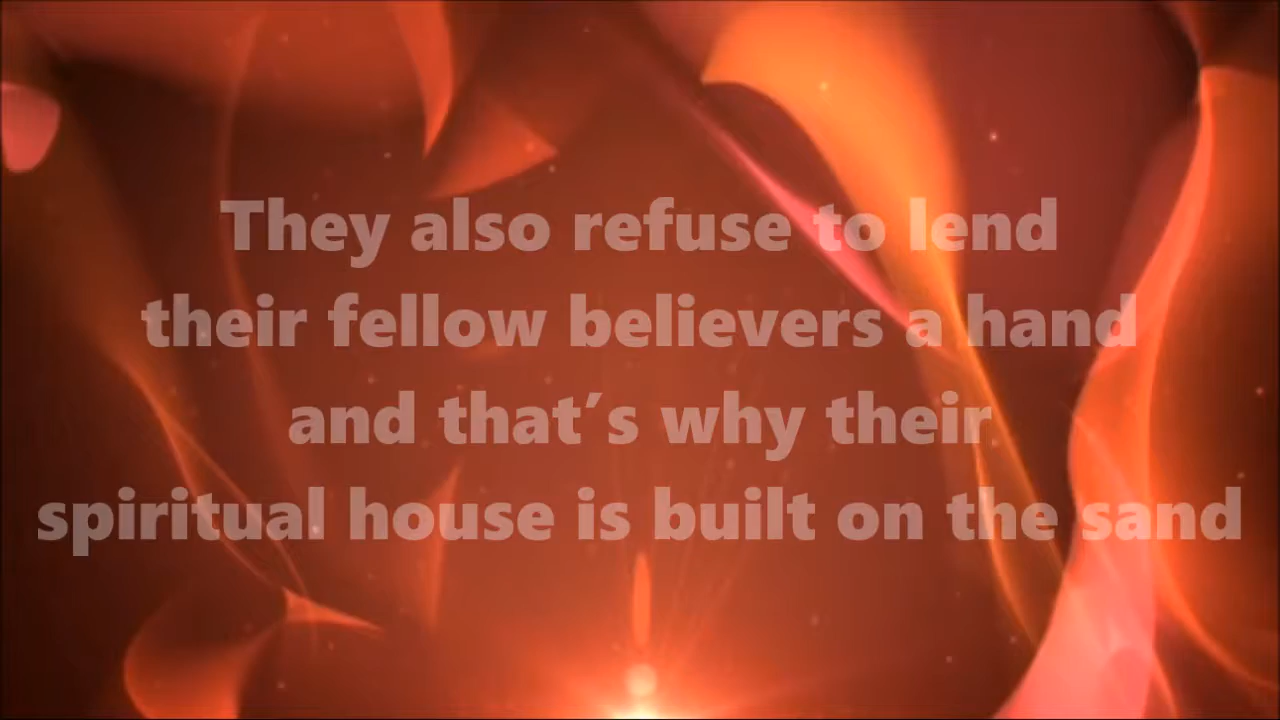 They also refuse to lend
their fellow believers a hand
and that's why their
spiritual house is built on the sand